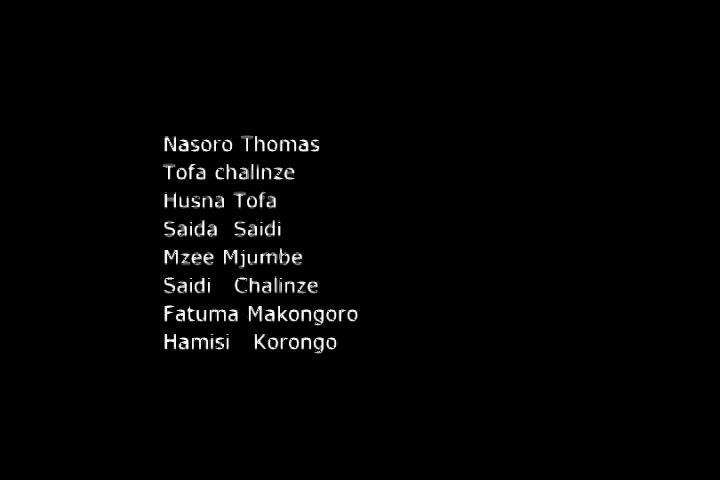 Nasoro Thomas
Tofa chalinze
Husna Tofa
Saida  Saidi
Mzee Mjumbe
Saidi   Chalinze
Fatuma Makongoro
Hamisi   Korongo